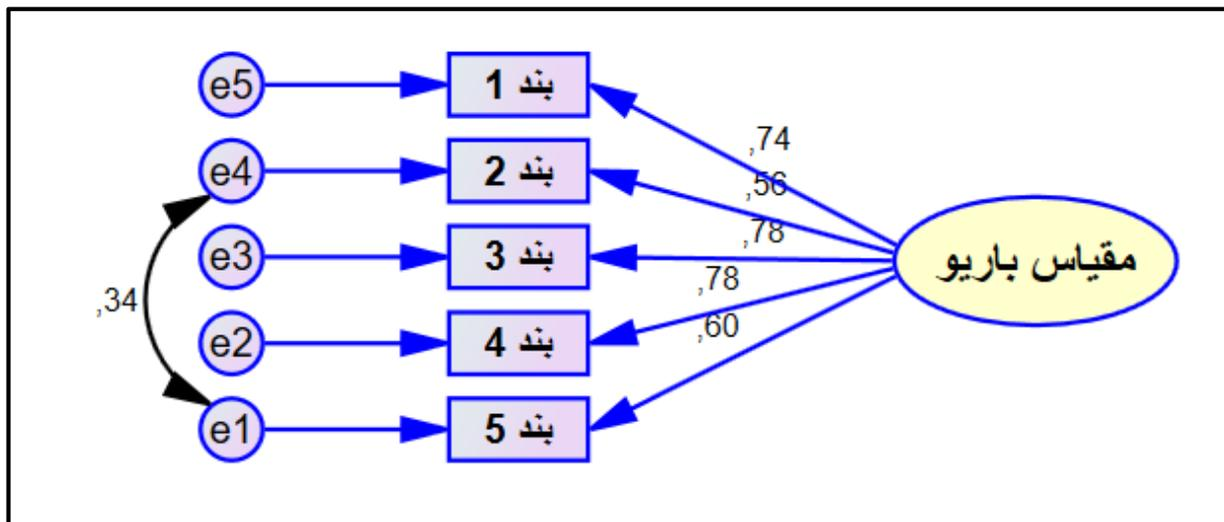 e5
بند 1
,74
e4
بند 2
,56
e3
بند 3
,78
مقياس باريو
,78
,34
e2
بند 4
,60
e1
بند 5